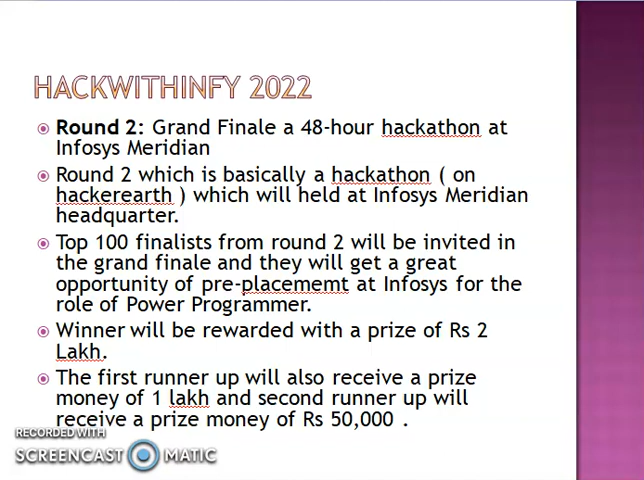 HACKWITHINFY 2022
Round 2: Grand Finale a 48-hour hackathon at
Infosys Meridian
Round 2 which is basically a hackathon ( on
hackerearth ) which will held at Infosys Meridian
headquarter.
Top 100 finalists from round 2 will be invited in
the grand finale and they will get a great
opportunity of pre-placememt at Infosys for the
role of Power Programmer.
Winner will be rewarded with a prize of Rs 2
Lakh.
The first runner up will also receive a prize
money of 1 lakh and second runner up will
receive a prize money of Rs 50,000 .
RECORDED WITH
SCREENCAST MATIC